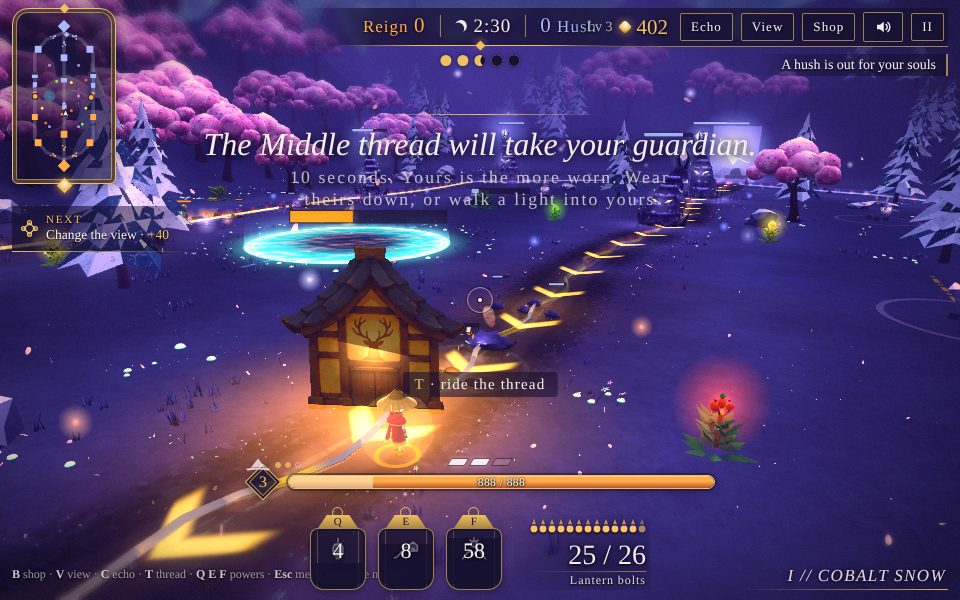 Reign 0
2:30
0 Hush
Lv 3
402
Echo
View
Shop
II
A hush is out for your souls
The Middle thread will take your guardian.
10 seconds. Yours is the more worn. Wear
theirs down, or walk a light into yours.
NEXT
Change the view · +40
T · ride the thread
3
888 / 888
Q
E
F
4
8
58
25 / 26
Lantern bolts
B shop · V view · C echo · T thread · Q E F powers · Esc
I // COBALT SNOW